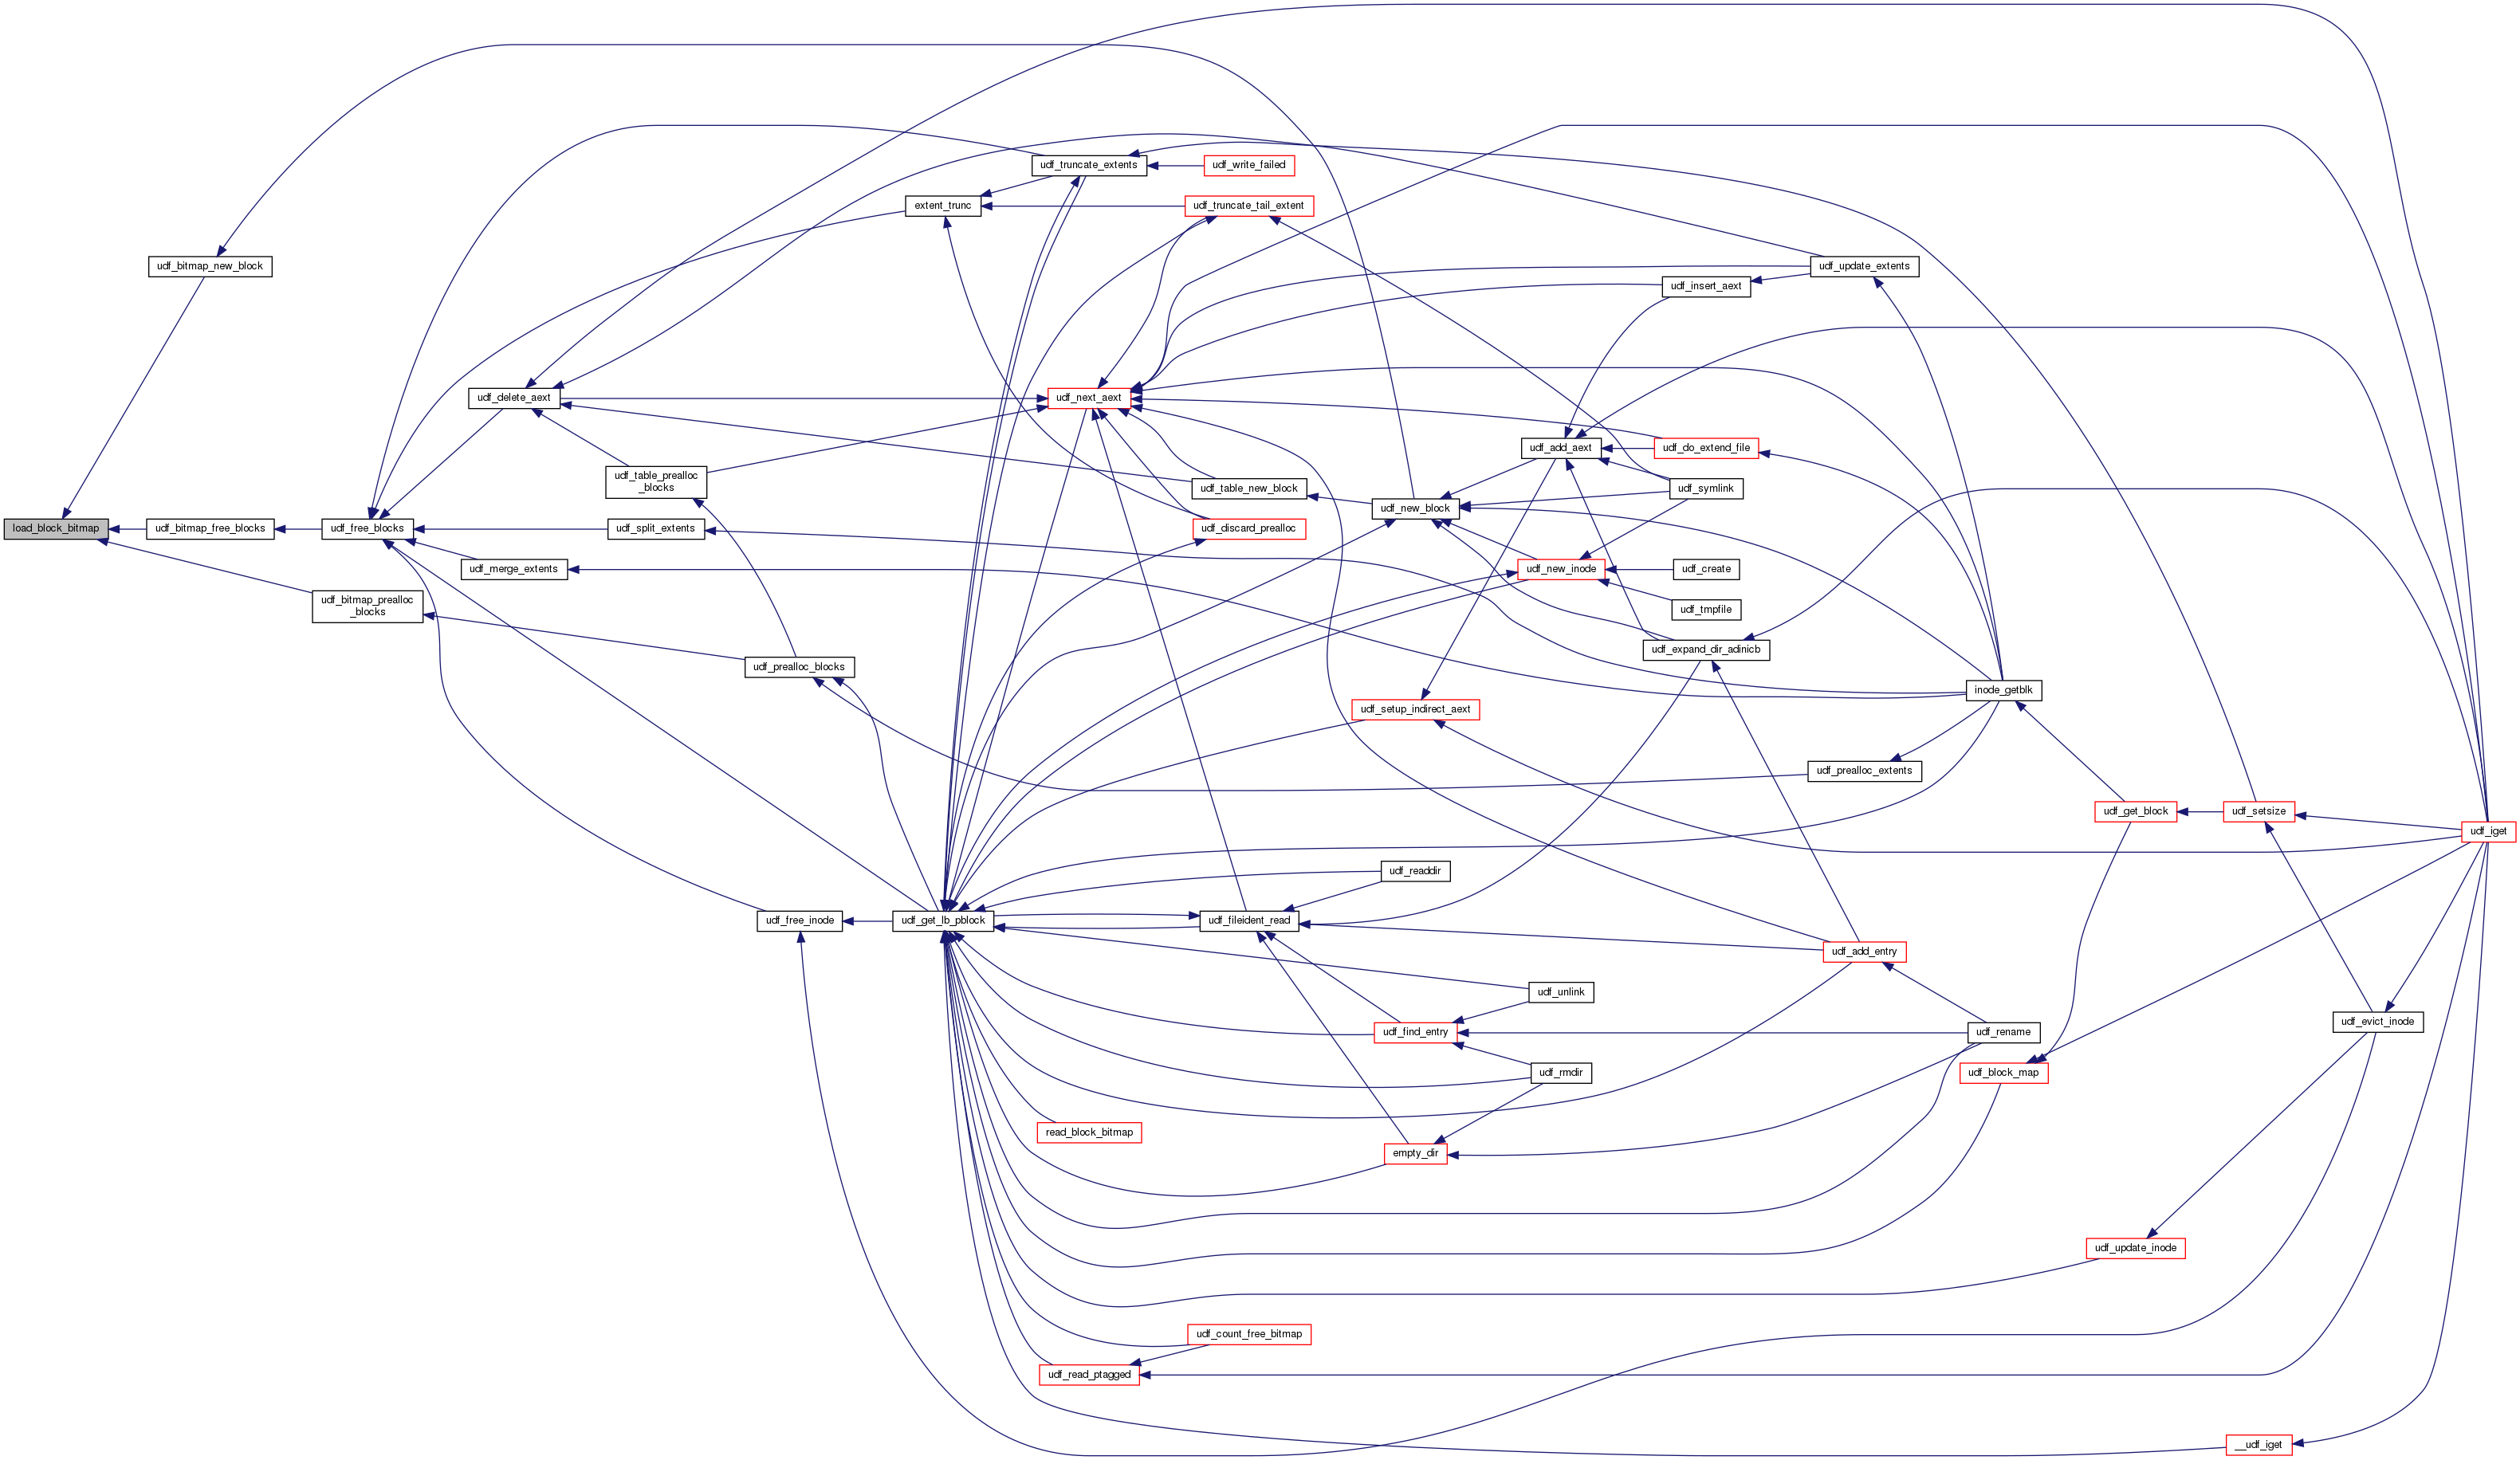 udf_truncate_extents
udf_write_failed
extent_trunc
udf_truncate_tail_extent
udf_bitmap_new_block
udf_update_extents
udf_insert_aext
udf_delete_aext
udf_next_aext
udf_add_aext
udf_do_extend_file
udf_table_prealloc
_blocks
udf_table_new_block
udf_symlink
udf_new_block
load_block_bitmap
udf_bitmap_free_blocks
udf_free_blocks
udf_split_extents
udf_discard_prealloc
udf_merge_extents
udf_new_inode
udf_create
udf_bitmap_prealloc
_blocks
udf_tmpfile
udf_expand_dir_adinicb
udf_prealloc_blocks
inode_getblk
udf_setup_indirect_aext
udf_prealloc_extents
udf_get_block
udf_setsize
udf_iget
udf_readdir
udf_free_inode
udf_get_lb_pblock
udf_fileident_read
udf_add_entry
udf_unlink
udf_evict_inode
udf_find_entry
udf_rename
udf_rmdir
udf_block_map
read_block_bitmap
empty_dir
udf_update_inode
udf_count_free_bitmap
udf_read_ptagged
__udf_iget